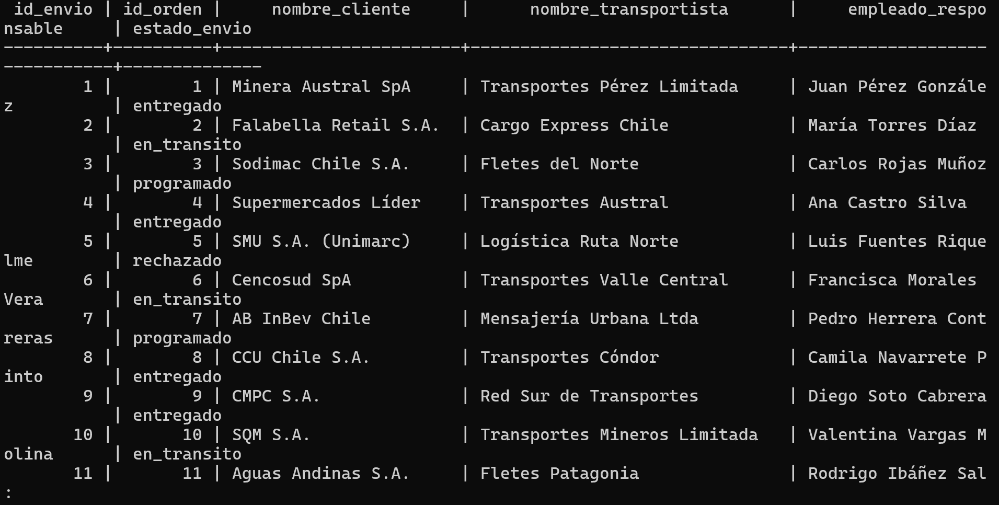 id_envio | id_orden |     nombre_cliente     |      nombre_transportista      |     empleado_respo
nsable     | estado_envio
----------+----------+------------------------+--------------------------------+-------------------
-----------+--------------
        1 |        1 | Minera Austral SpA     | Transportes Pérez Limitada     | Juan Pérez Gonzále
z          | entregado
        2 |        2 | Falabella Retail S.A.  | Cargo Express Chile            | María Torres Díaz
           | en_transito
        3 |        3 | Sodimac Chile S.A.     | Fletes del Norte               | Carlos Rojas Muñoz
           | programado
        4 |        4 | Supermercados Líder    | Transportes Austral            | Ana Castro Silva
           | entregado
        5 |        5 | SMU S.A. (Unimarc)     | Logística Ruta Norte           | Luis Fuentes Rique
lme        | rechazado
        6 |        6 | Cencosud SpA           | Transportes Valle Central      | Francisca Morales
Vera       | en_transito
        7 |        7 | AB InBev Chile         | Mensajería Urbana Ltda         | Pedro Herrera Cont
reras      | programado
        8 |        8 | CCU Chile S.A.         | Transportes Cóndor             | Camila Navarrete P
into       | entregado
        9 |        9 | CMPC S.A.              | Red Sur de Transportes         | Diego Soto Cabrera
           | entregado
       10 |       10 | SQM S.A.               | Transportes Mineros Limitada   | Valentina Vargas M
olina      | en_transito
       11 |       11 | Aguas Andinas S.A.     | Fletes Patagonia               | Rodrigo Ibáñez Sal
: